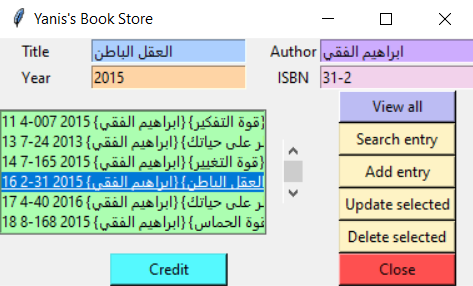 Yanis's Book Store
Title العقل الباطن Author ابراهيم الفقي
Year 2015 ISBN 31-2
View all
Search entry
Add entry
Update selected
Delete selected
Close
11 4-007 2015 {ابراهيم الفقي} {قوة التفكير}
13 7-24 2013 {ابراهيم الفقي} {ر على حياتك
14 7-165 2015 {ابراهيم الفقي} {قوة التغيير}
16 2-31 2015 {ابراهيم الفقي} {العقل الباطن
17 4-40 2016 {ابراهيم الفقي} {ر على حياتك
18 8-168 2015 {ابراهيم الفقي} {قوة الحماس}
Credit